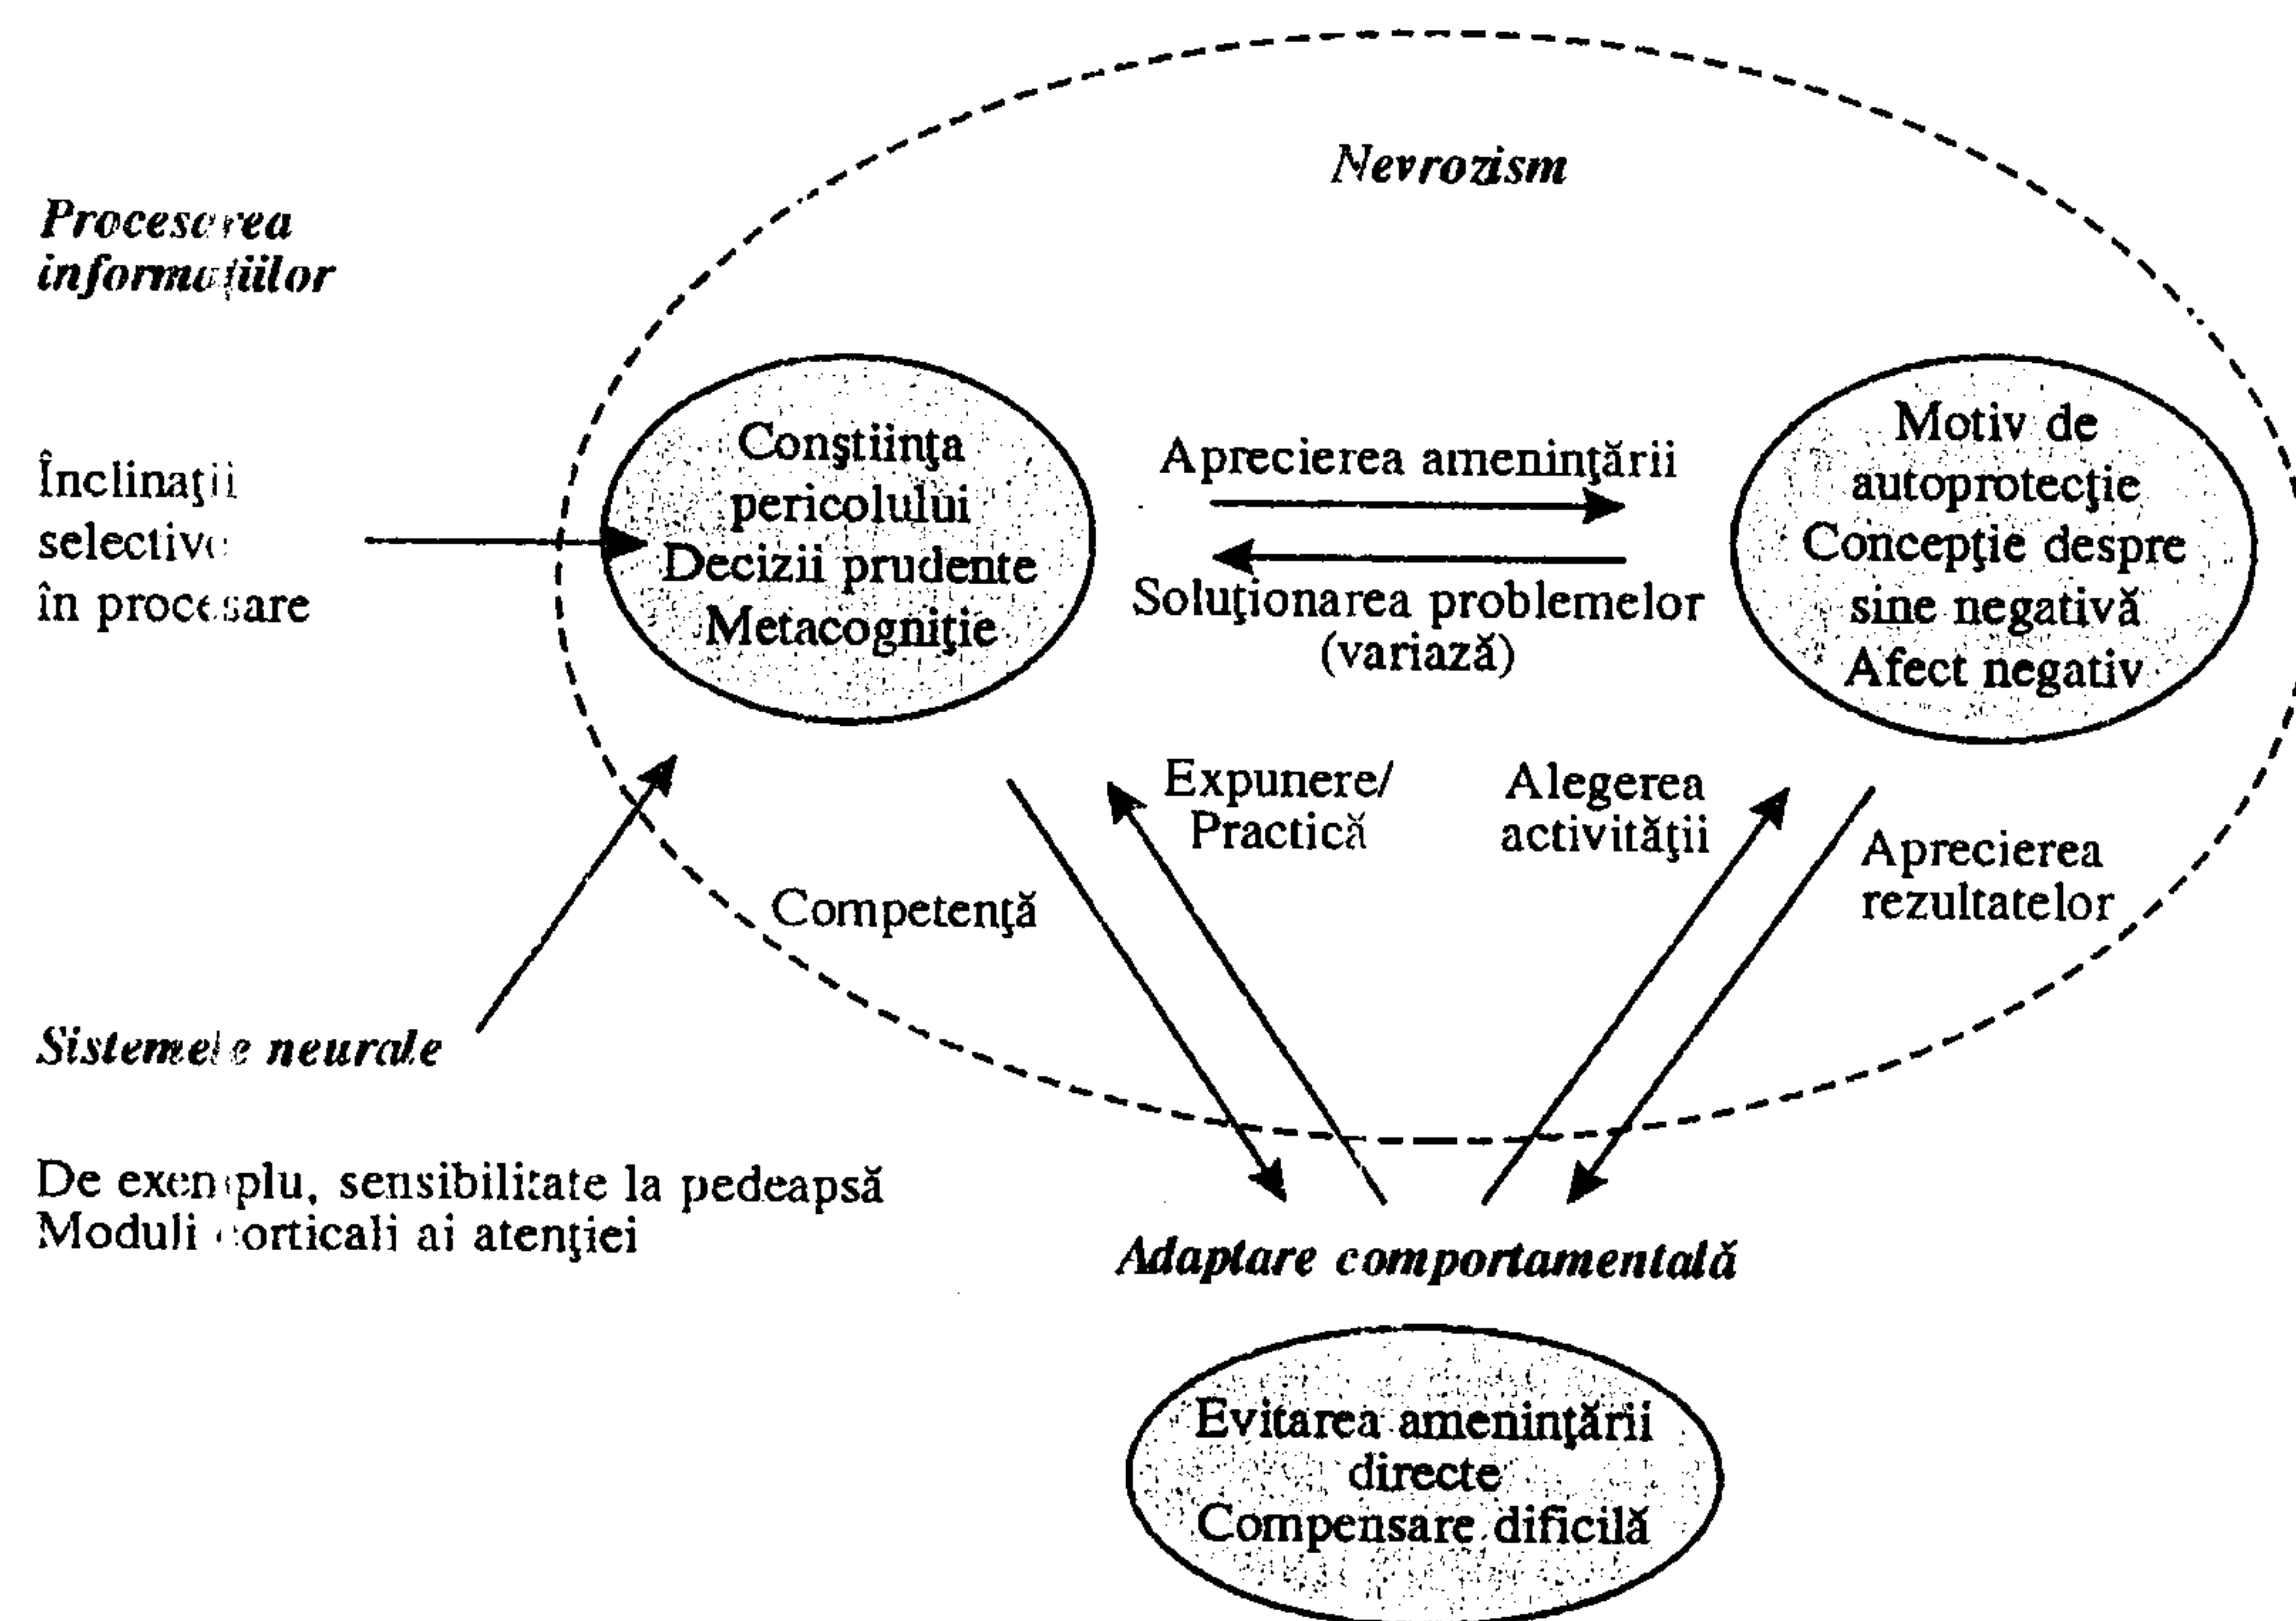 Nevrozism
Procesarea
informaţiilor
Înclinaţii
selective
în procesare
Conştiinţa
pericolului
Decizii prudente
Metacogniţie
Aprecierea ameninţării
Soluţionarea problemelor
(variază)
Motiv de
autoprotecţie
Concepţie despre
sine negativă
Afect negativ
Expunere/
Practică
Alegerea
activităţii
Aprecierea
rezultatelor
Competenţă
Sistemele neurale
De exemplu, sensibilitate la pedeapsă
Moduli corticali ai atenţiei
Adaptare comportamentală
Evitarea ameninţării
directe
Compensare dificilă